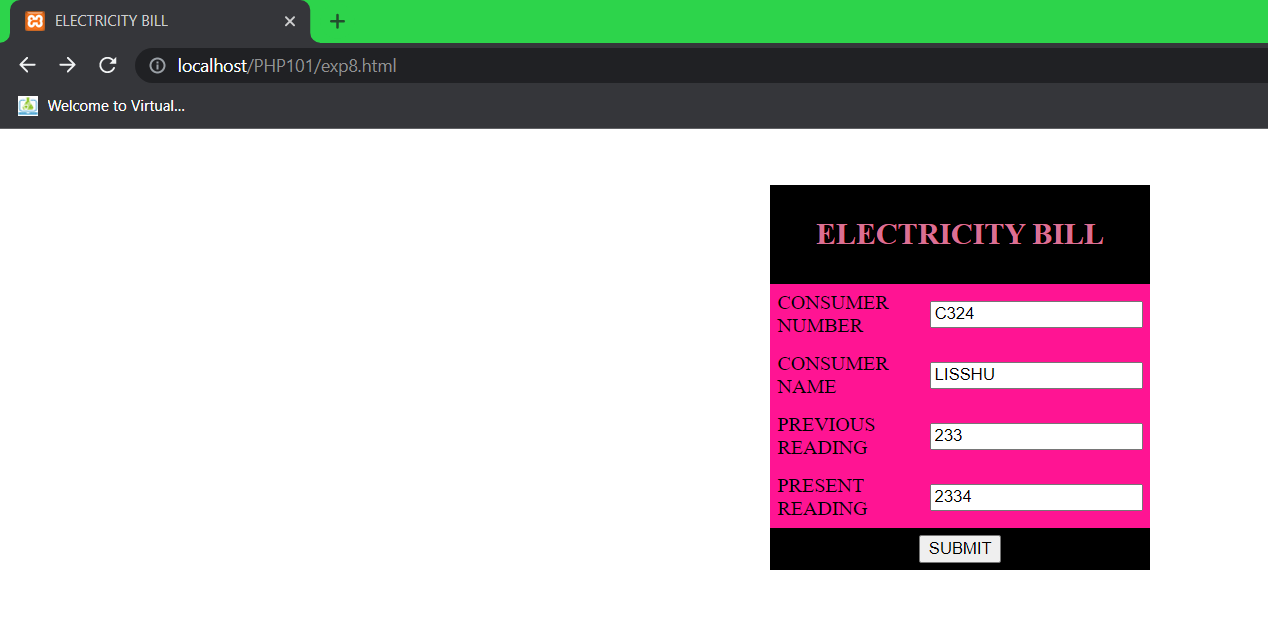 ELECTRICITY BILL
localhost/PHP101/exp8.html
Welcome to Virtual...
ELECTRICITY BILL
CONSUMER
NUMBER
C324
CONSUMER
NAME
LISSHU
PREVIOUS
READING
233
PRESENT
READING
2334
SUBMIT